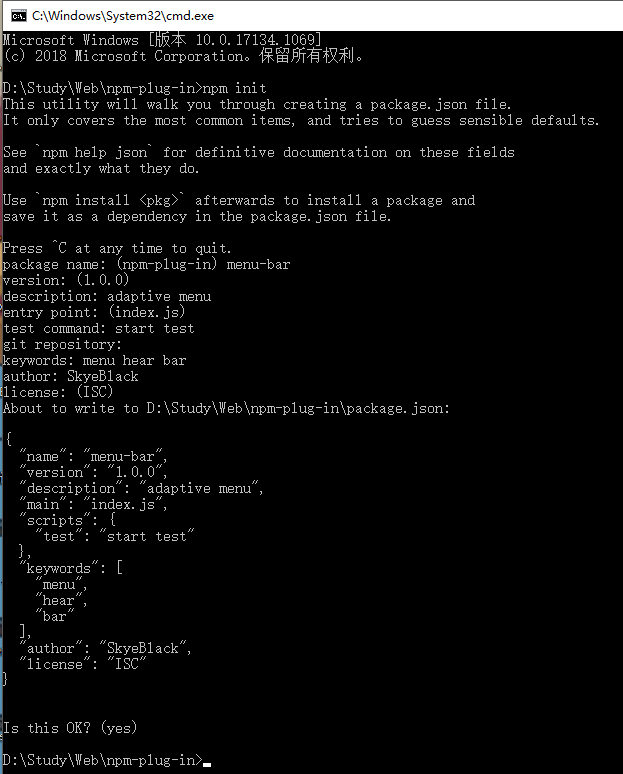 C:\Windows\System32\cmd.exe
Microsoft Windows [版本 10.0.17134.1069]
(c) 2018 Microsoft Corporation。保留所有权利。
D:\Study\Web\npm-plug-in>npm init
This utility will walk you through creating a package.json file.
It only covers the most common items, and tries to guess sensible defaults.
See `npm help json` for definitive documentation on these fields
and exactly what they do.
Use `npm install <pkg>` afterwards to install a package and
save it as a dependency in the package.json file.
Press ^C at any time to quit.
package name: (npm-plug-in) menu-bar
version: (1.0.0)
description: adaptive menu
entry point: (index.js)
test command: start test
git repository:
keywords: menu hear bar
author: SkyeBlack
license: (ISC)
About to write to D:\Study\Web\npm-plug-in\package.json:
{
  "name": "menu-bar",
  "version": "1.0.0",
  "description": "adaptive menu",
  "main": "index.js",
  "scripts": {
    "test": "start test"
  },
  "keywords": [
    "menu",
    "hear",
    "bar"
  ],
  "author": "SkyeBlack",
  "license": "ISC"
}
Is this OK? (yes)
D:\Study\Web\npm-plug-in>